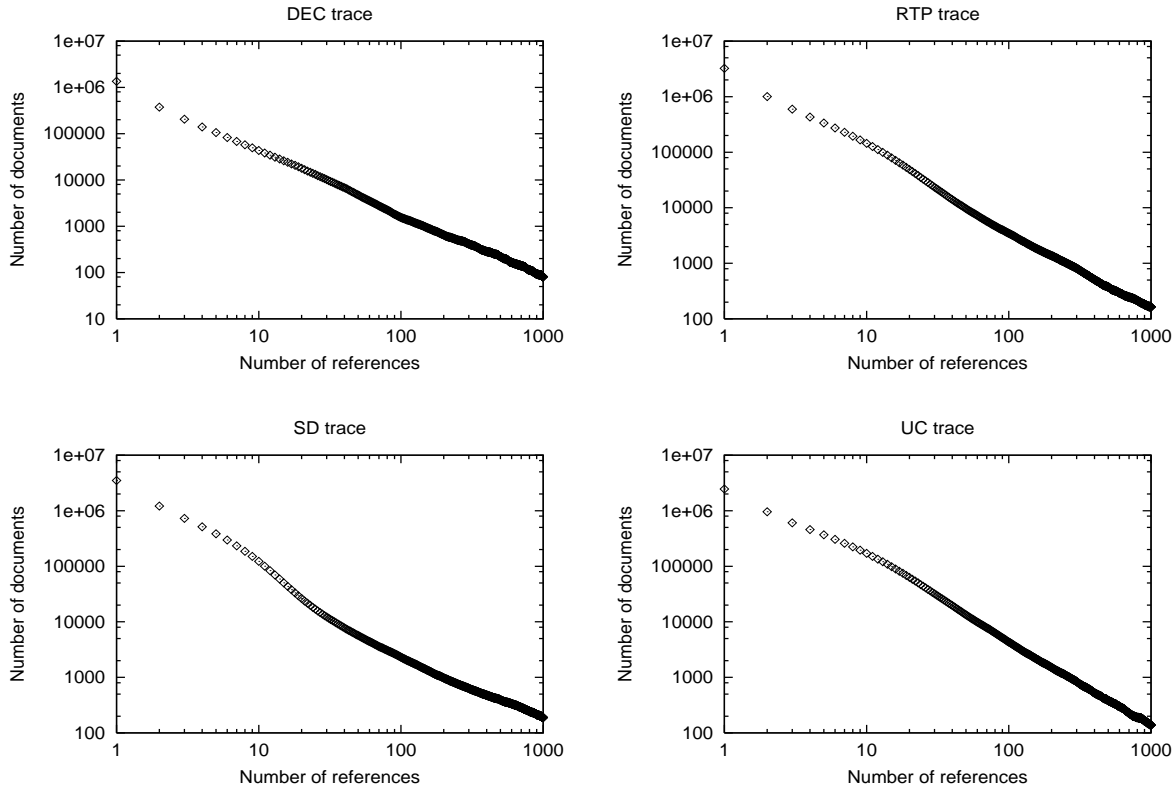 DEC trace
1e+07
1e+06
100000
10000
1000
100
10
Number of documents
1 10 100 1000
Number of references
RTP trace
1e+07
1e+06
100000
10000
1000
100
Number of documents
1 10 100 1000
Number of references
SD trace
1e+07
1e+06
100000
10000
1000
100
Number of documents
1 10 100 1000
Number of references
UC trace
1e+07
1e+06
100000
10000
1000
100
Number of documents
1 10 100 1000
Number of references